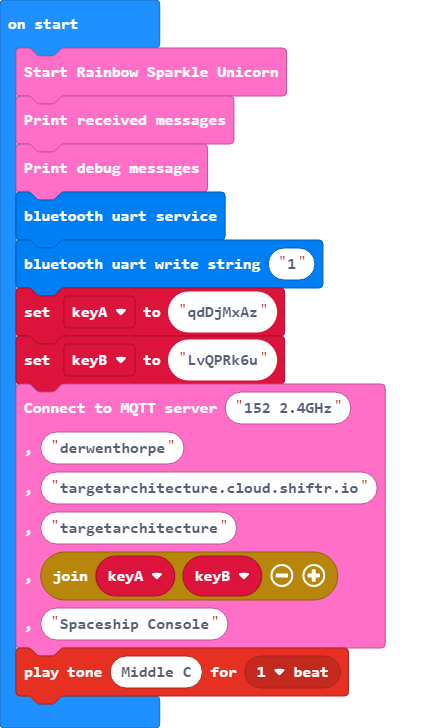 on start
Start Rainbow Sparkle Unicorn
Print received messages
Print debug messages
bluetooth uart service
bluetooth uart write string "1"
set keyA to "qdDjMxAz"
set keyB to "LvQPRk6u"
Connect to MQTT server "152 2.4GHz"
, "derwenthorpe"
, "targetarchitecture.cloud.shiftr.io"
, "targetarchitecture"
, join keyA keyB
, "Spaceship Console"
play tone Middle C for 1 beat